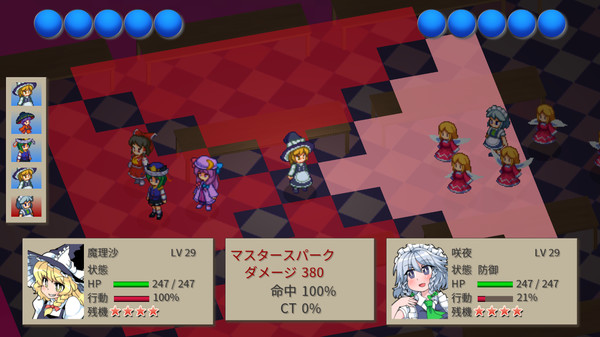 魔理沙 LV 29
状態
HP 247 / 247
行動 100%
残機
マスタースパーク
ダメージ 380
命中 100%
CT 0%
咲夜 LV 29
状態 防御
HP 247 / 247
行動 21%
残機